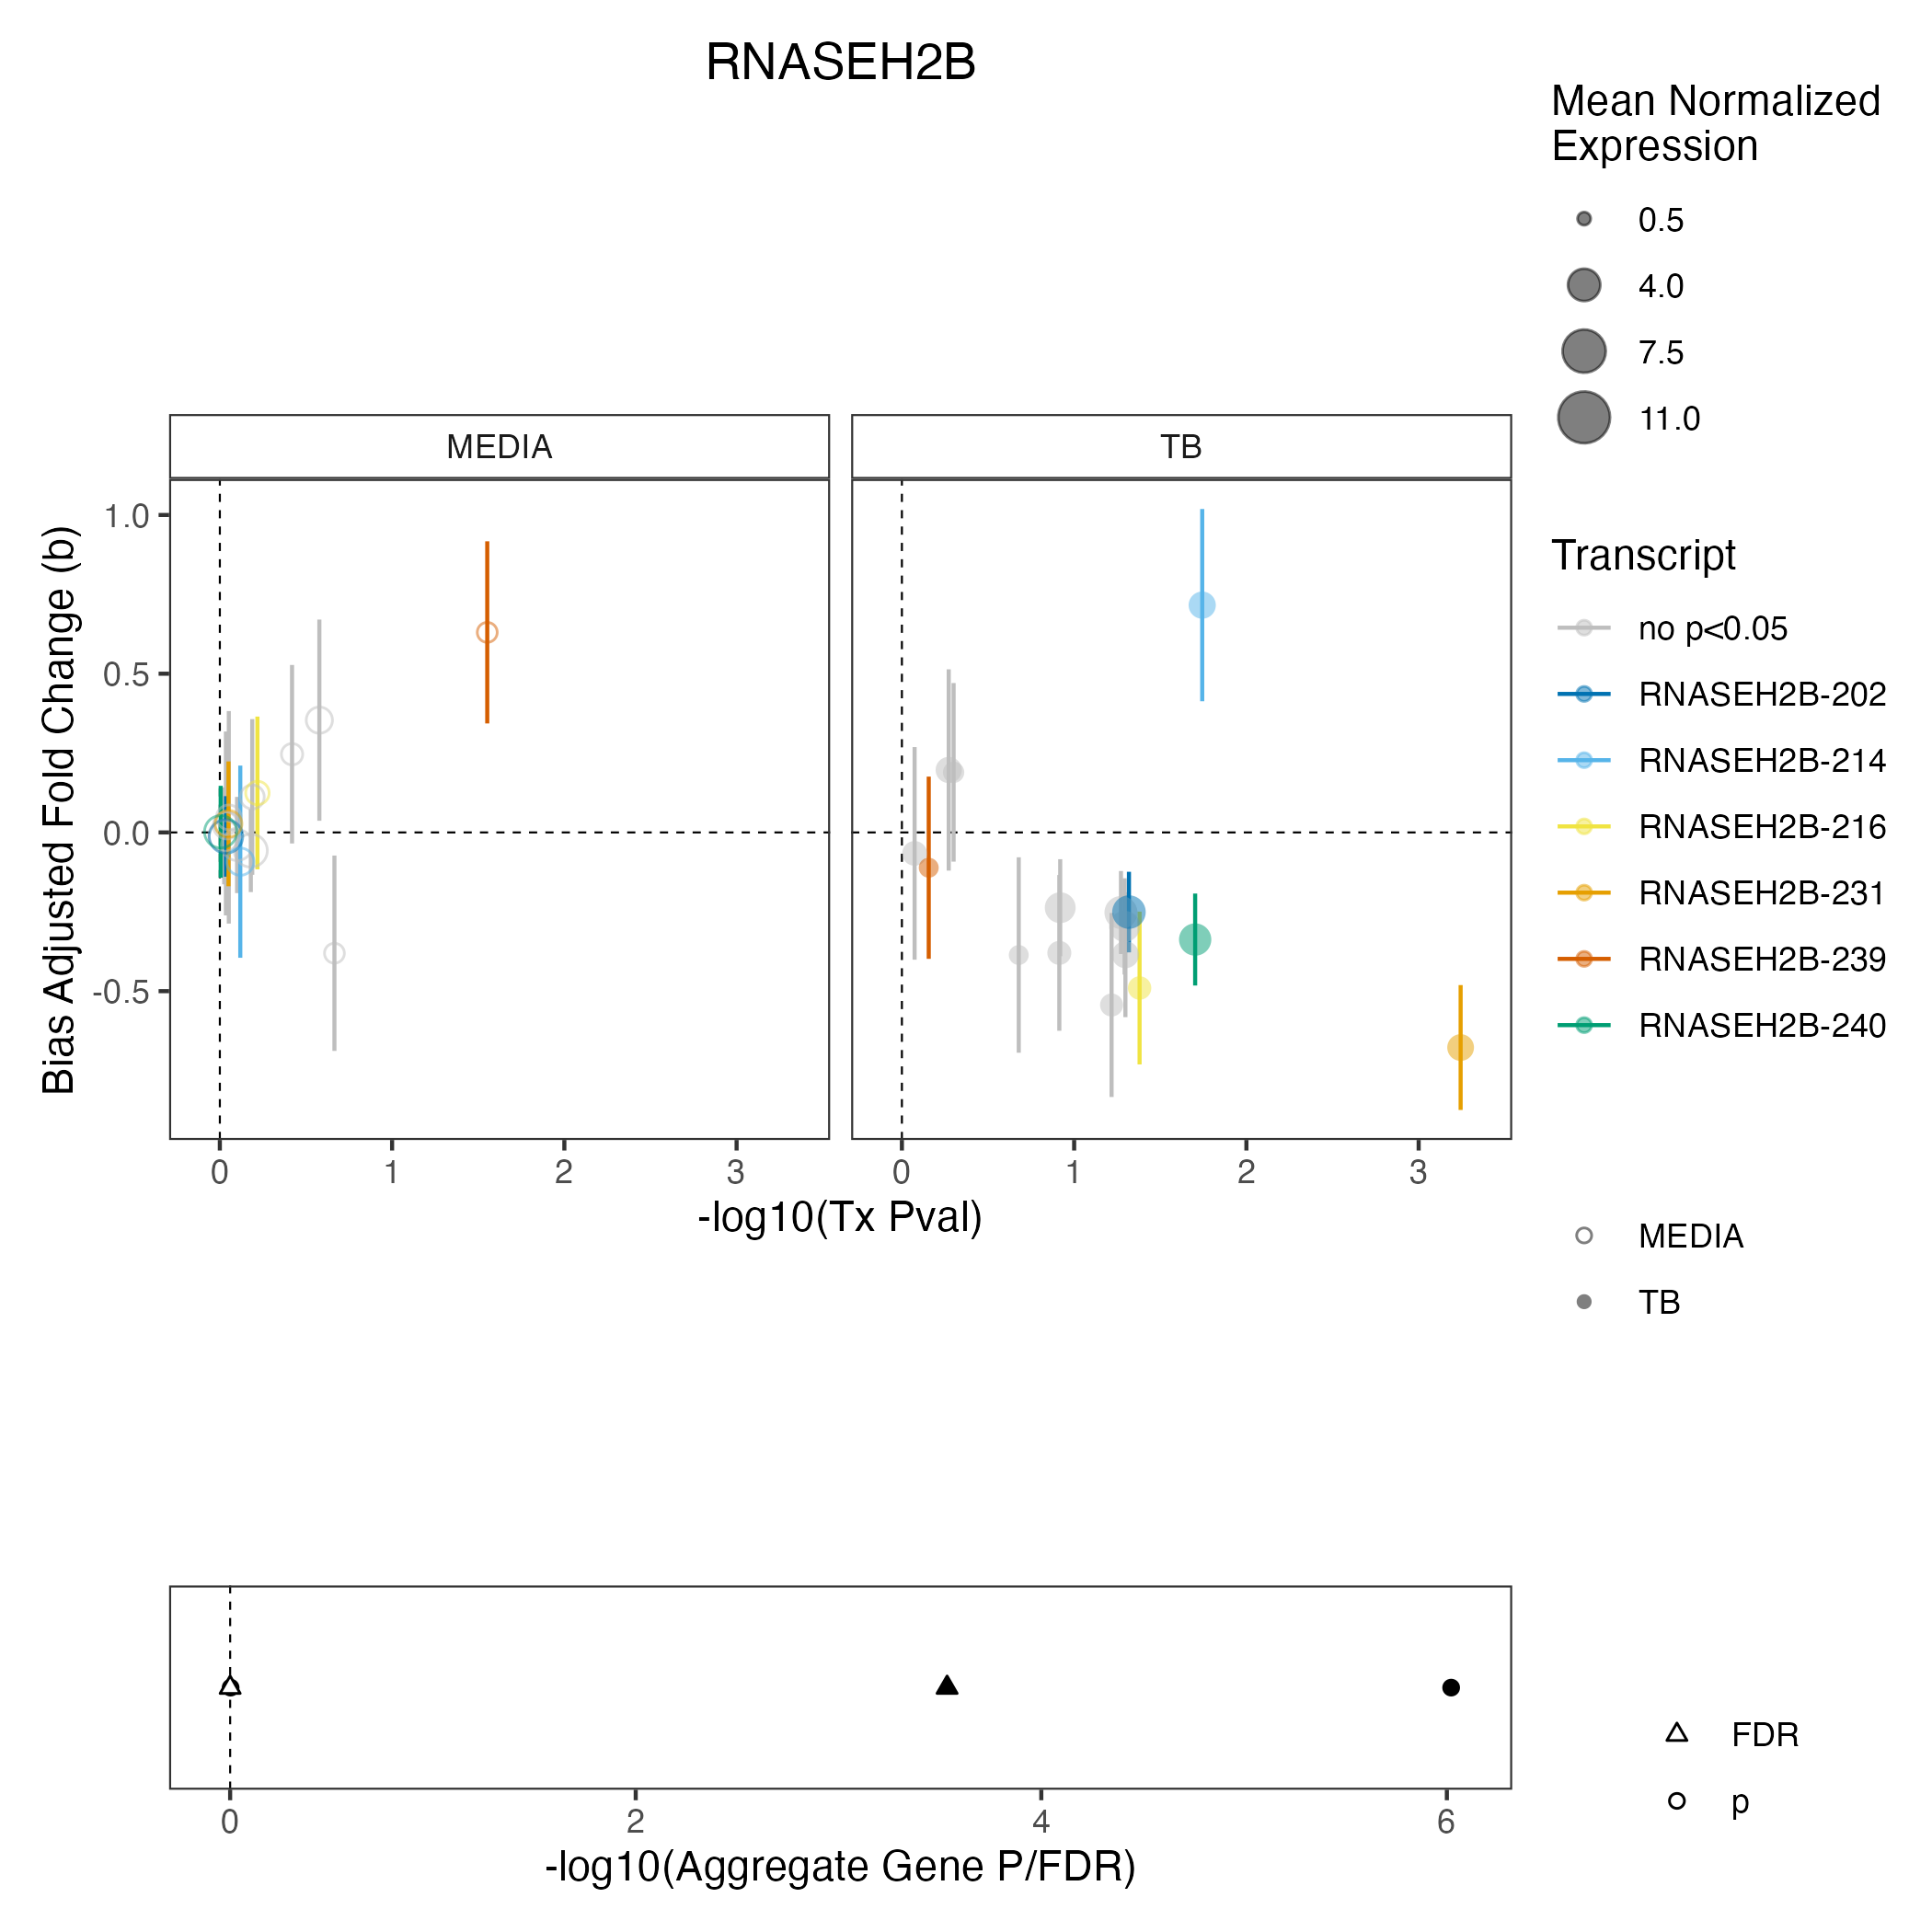 RNASEH2B
MEDIA
TB
1.0
0.5
0.0
-0.5
Bias Adjusted Fold Change (b)
0
1
2
3
0
1
2
3
-log10(Tx Pval)
Mean Normalized
Expression
0.5
4.0
7.5
11.0
Transcript
no p<0.05
RNASEH2B-202
RNASEH2B-214
RNASEH2B-216
RNASEH2B-231
RNASEH2B-239
RNASEH2B-240
MEDIA
TB
0
2
4
6
-log10(Aggregate Gene P/FDR)
FDR
p